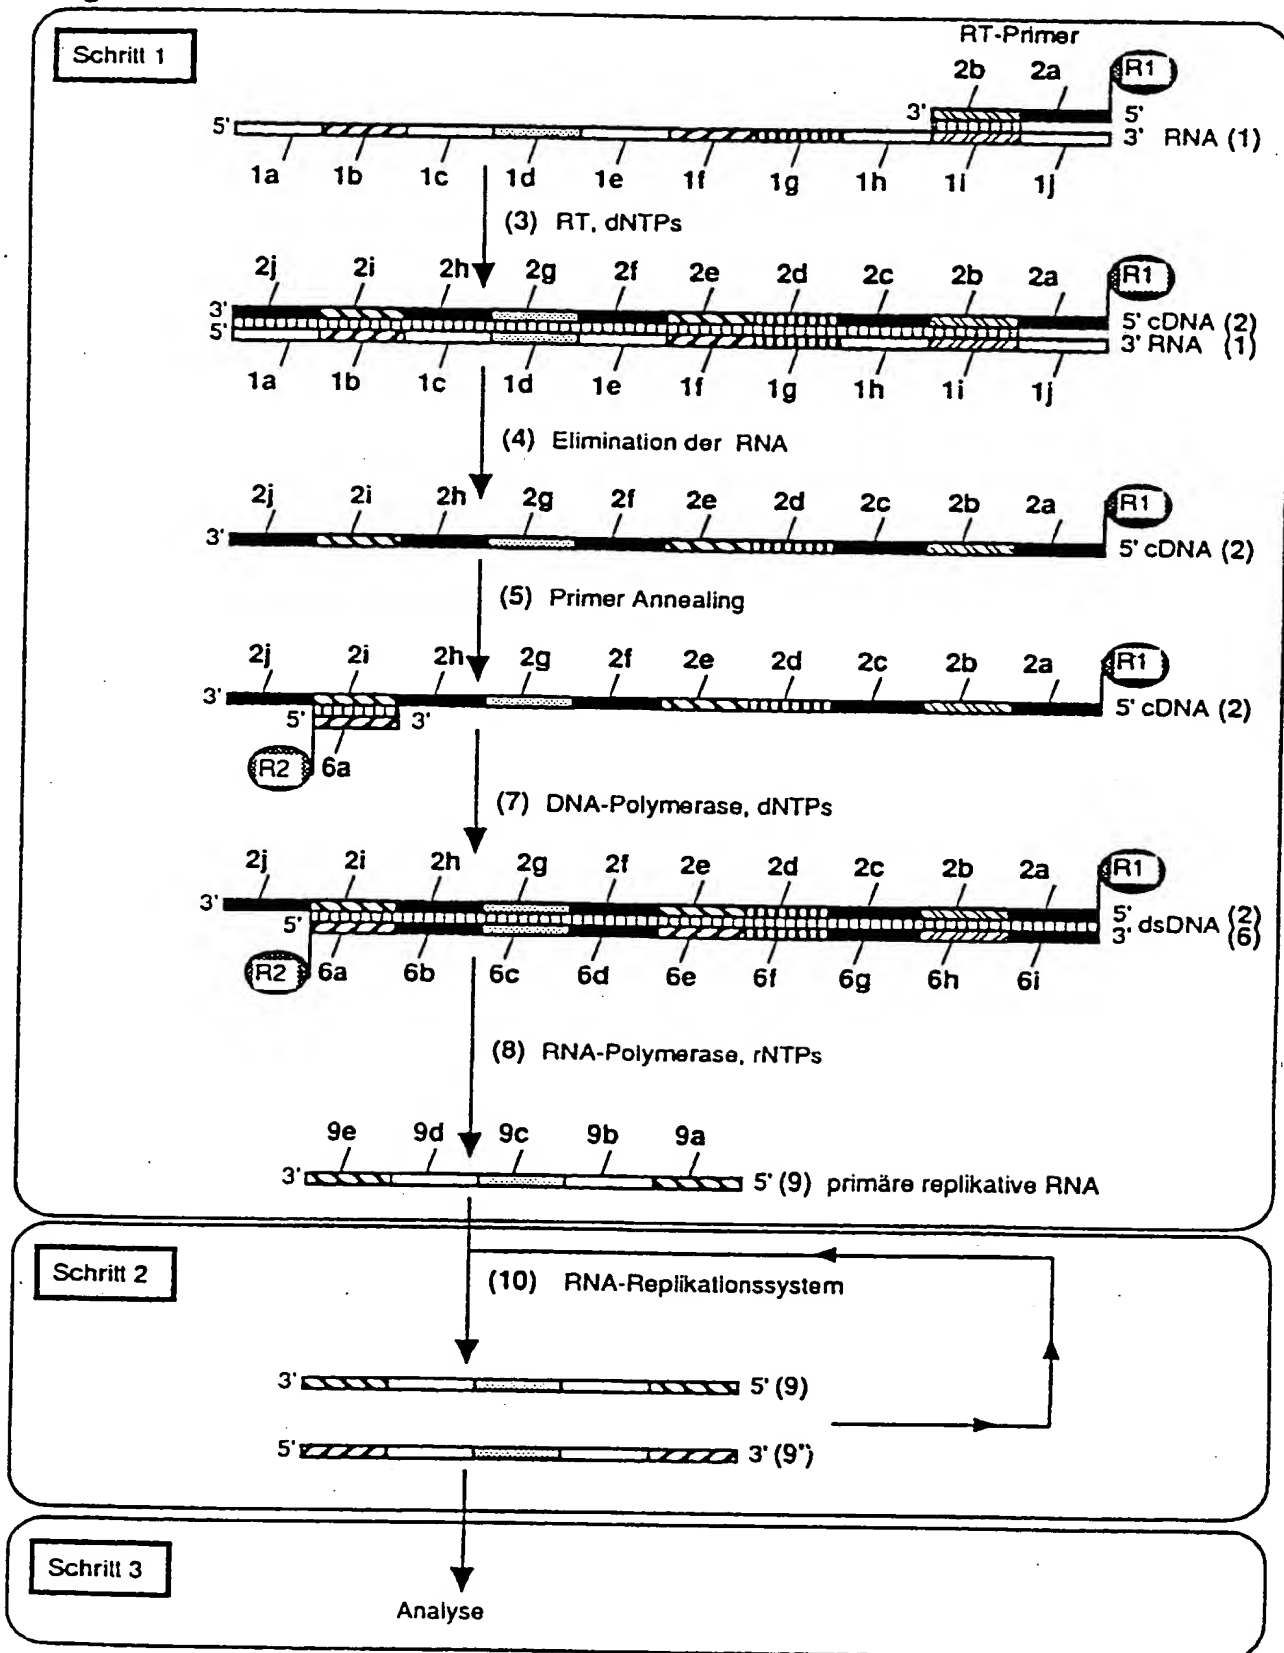 Schritt 1
RT-Primer
2b 2a R1
3' 5'
5' 3' RNA (1)
1a 1b 1c 1d 1e 1f 1g 1h 1i 1j
(3) RT, dNTPs
2j 2i 2h 2g 2f 2e 2d 2c 2b 2a R1
3' 5' cDNA (2)
5' 3' RNA (1)
1a 1b 1c 1d 1e 1f 1g 1h 1i 1j
(4) Elimination der RNA
2j 2i 2h 2g 2f 2e 2d 2c 2b 2a R1
3' 5' cDNA (2)
(5) Primer Annealing
2j 2i 2h 2g 2f 2e 2d 2c 2b 2a R1
3' 5' cDNA (2)
5' 3'
R2 6a
(7) DNA-Polymerase, dNTPs
2j 2i 2h 2g 2f 2e 2d 2c 2b 2a R1
3' 5' dsDNA (2)
5' 3' (6)
R2 6a 6b 6c 6d 6e 6f 6g 6h 6i
(8) RNA-Polymerase, rNTPs
9e 9d 9c 9b 9a
3' 5' (9) primäre replikative RNA
Schritt 2
(10) RNA-Replikationssystem
3' 5' (9)
5' 3' (9')
Schritt 3
Analyse